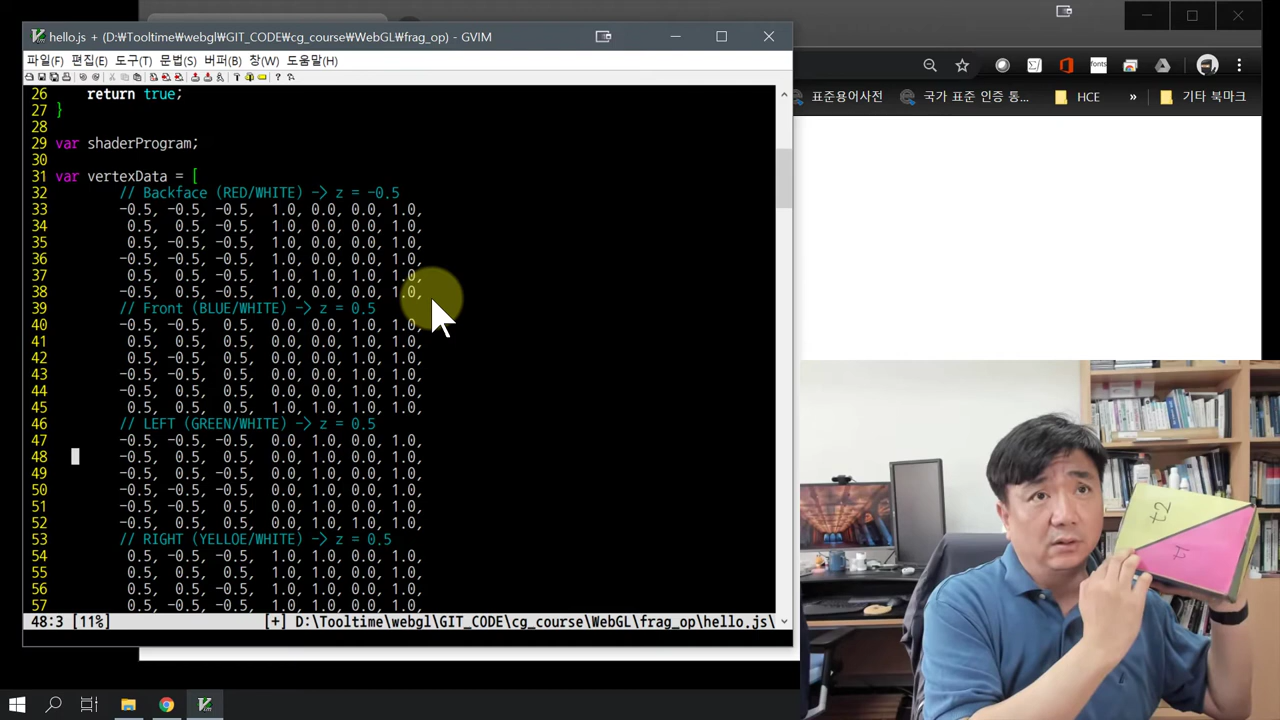 hello.js + (D:₩Tooltime₩webgl₩GIT_CODE₩cg_course₩WebGL₩frag_op) - GVIM
파일(F) 편집(E) 도구(T) 문법(S) 버퍼(B) 창(W) 도움말(H)
fonts
표준용어사전 국가 표준 인증 통... HCE » 기타 북마크
26 return true;
27 }
28
29 var shaderProgram;
30
31 var vertexData = [
32 // Backface (RED/WHITE) -> z = -0.5
33 -0.5, -0.5, -0.5, 1.0, 0.0, 0.0, 1.0,
34 0.5, 0.5, -0.5, 1.0, 0.0, 0.0, 1.0,
35 0.5, -0.5, -0.5, 1.0, 0.0, 0.0, 1.0,
36 -0.5, -0.5, -0.5, 1.0, 0.0, 0.0, 1.0,
37 0.5, 0.5, -0.5, 1.0, 1.0, 1.0, 1.0,
38 -0.5, 0.5, -0.5, 1.0, 0.0, 0.0, 1.0,
39 // Front (BLUE/WHITE) -> z = 0.5
40 -0.5, -0.5, 0.5, 0.0, 0.0, 1.0, 1.0,
41 0.5, 0.5, 0.5, 0.0, 0.0, 1.0, 1.0,
42 0.5, -0.5, 0.5, 0.0, 0.0, 1.0, 1.0,
43 -0.5, -0.5, 0.5, 0.0, 0.0, 1.0, 1.0,
44 -0.5, 0.5, 0.5, 0.0, 0.0, 1.0, 1.0,
45 0.5, 0.5, 0.5, 1.0, 1.0, 1.0, 1.0,
46 // LEFT (GREEN/WHITE) -> z = 0.5
47 -0.5, -0.5, -0.5, 0.0, 1.0, 0.0, 1.0,
48 -0.5, 0.5, 0.5, 0.0, 1.0, 0.0, 1.0,
49 -0.5, 0.5, -0.5, 0.0, 1.0, 0.0, 1.0,
50 -0.5, -0.5, -0.5, 0.0, 1.0, 0.0, 1.0,
51 -0.5, -0.5, 0.5, 0.0, 1.0, 0.0, 1.0,
52 -0.5, 0.5, 0.5, 0.0, 1.0, 0.0, 1.0,
53 // RIGHT (YELLOE/WHITE) -> z = 0.5
54 0.5, -0.5, -0.5, 1.0, 1.0, 0.0, 1.0,
55 0.5, 0.5, 0.5, 1.0, 1.0, 0.0, 1.0,
56 0.5, 0.5, -0.5, 1.0, 1.0, 0.0, 1.0,
57 0.5, -0.5, -0.5, 1.0, 1.0, 0.0, 1.0,
48:3 [11%] [+] D:\Tooltime\webgl\GIT_CODE\cg_course\WebGL\frag_op\hello.js\
t2
t1